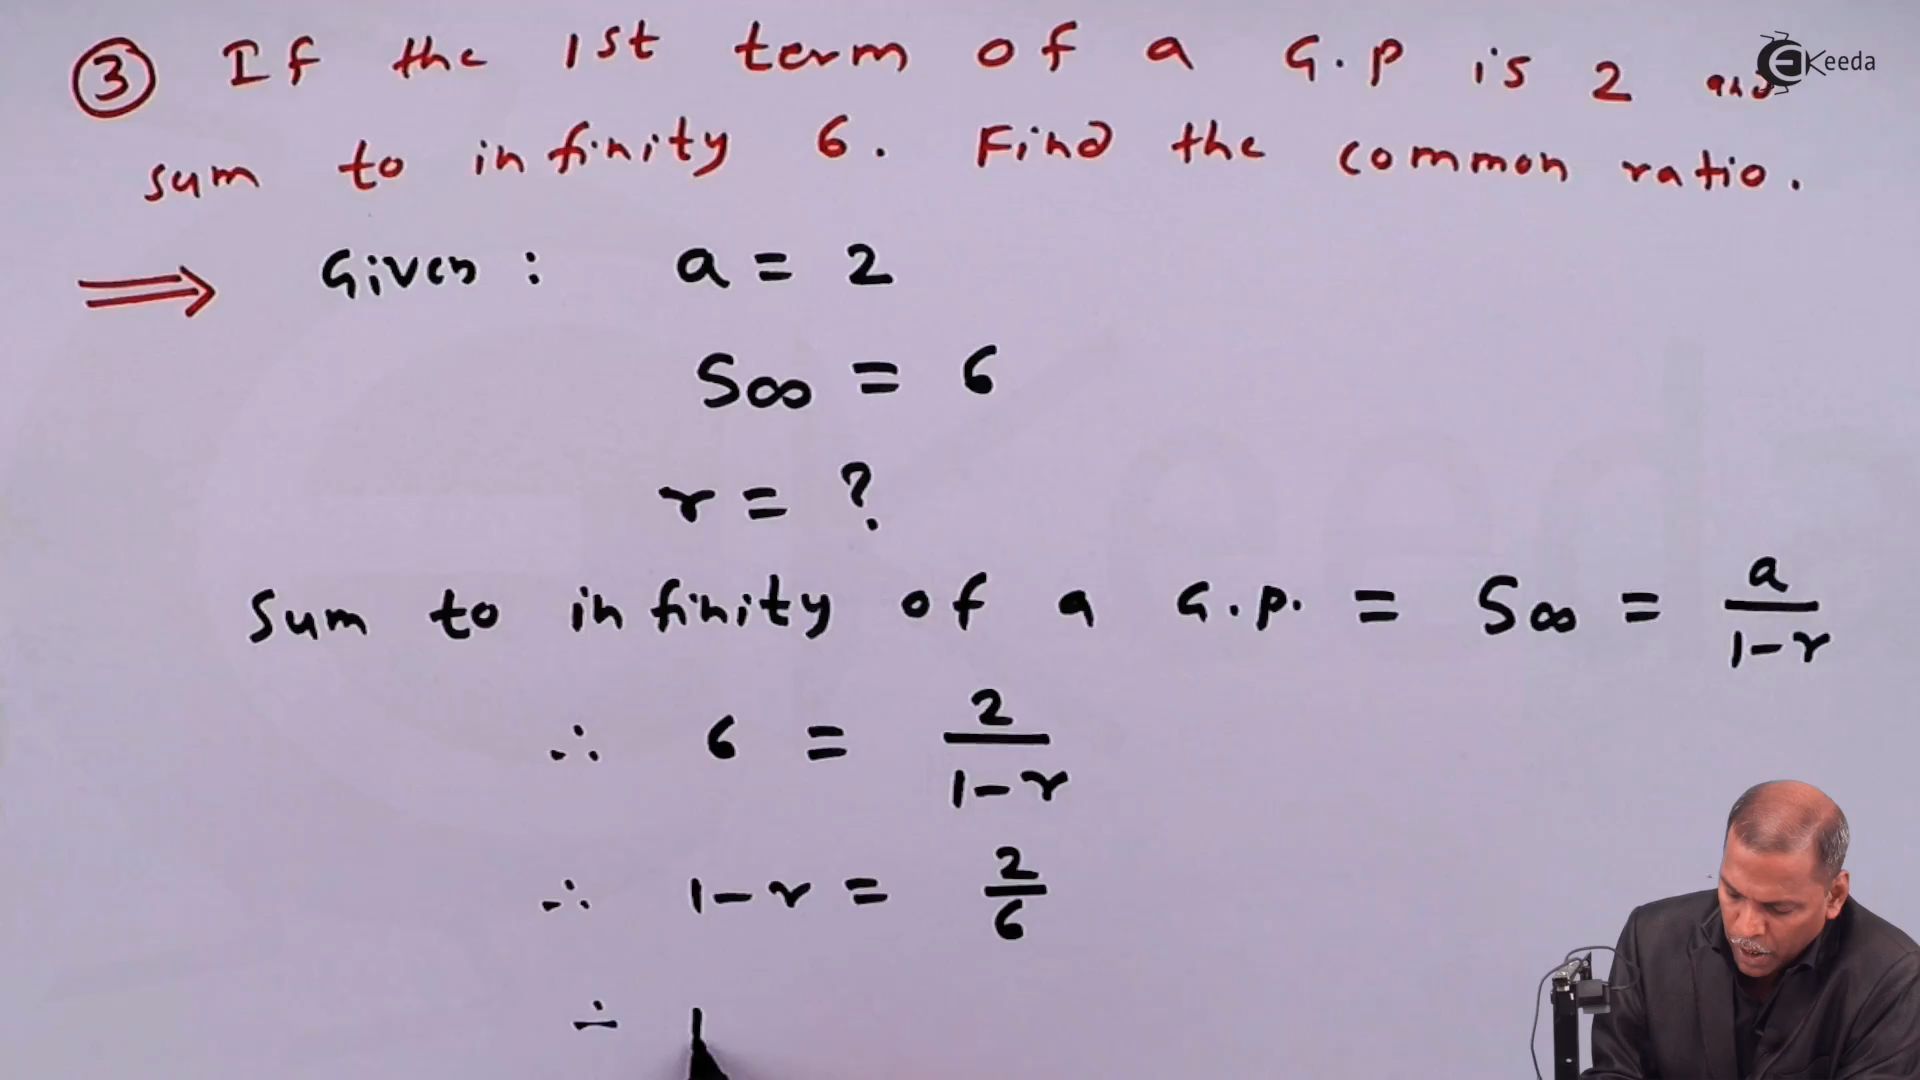 ③ If the 1st term of a G.P is 2 and
EKeeda
sum to infinity 6. Find the common ratio.
⟹ Given : a = 2
S∞ = 6
r = ?
Sum to infinity of a G.P. = S∞ = a/1-r
∴ 6 = 2/1-r
∴ 1-r = 2/6
∴ 1